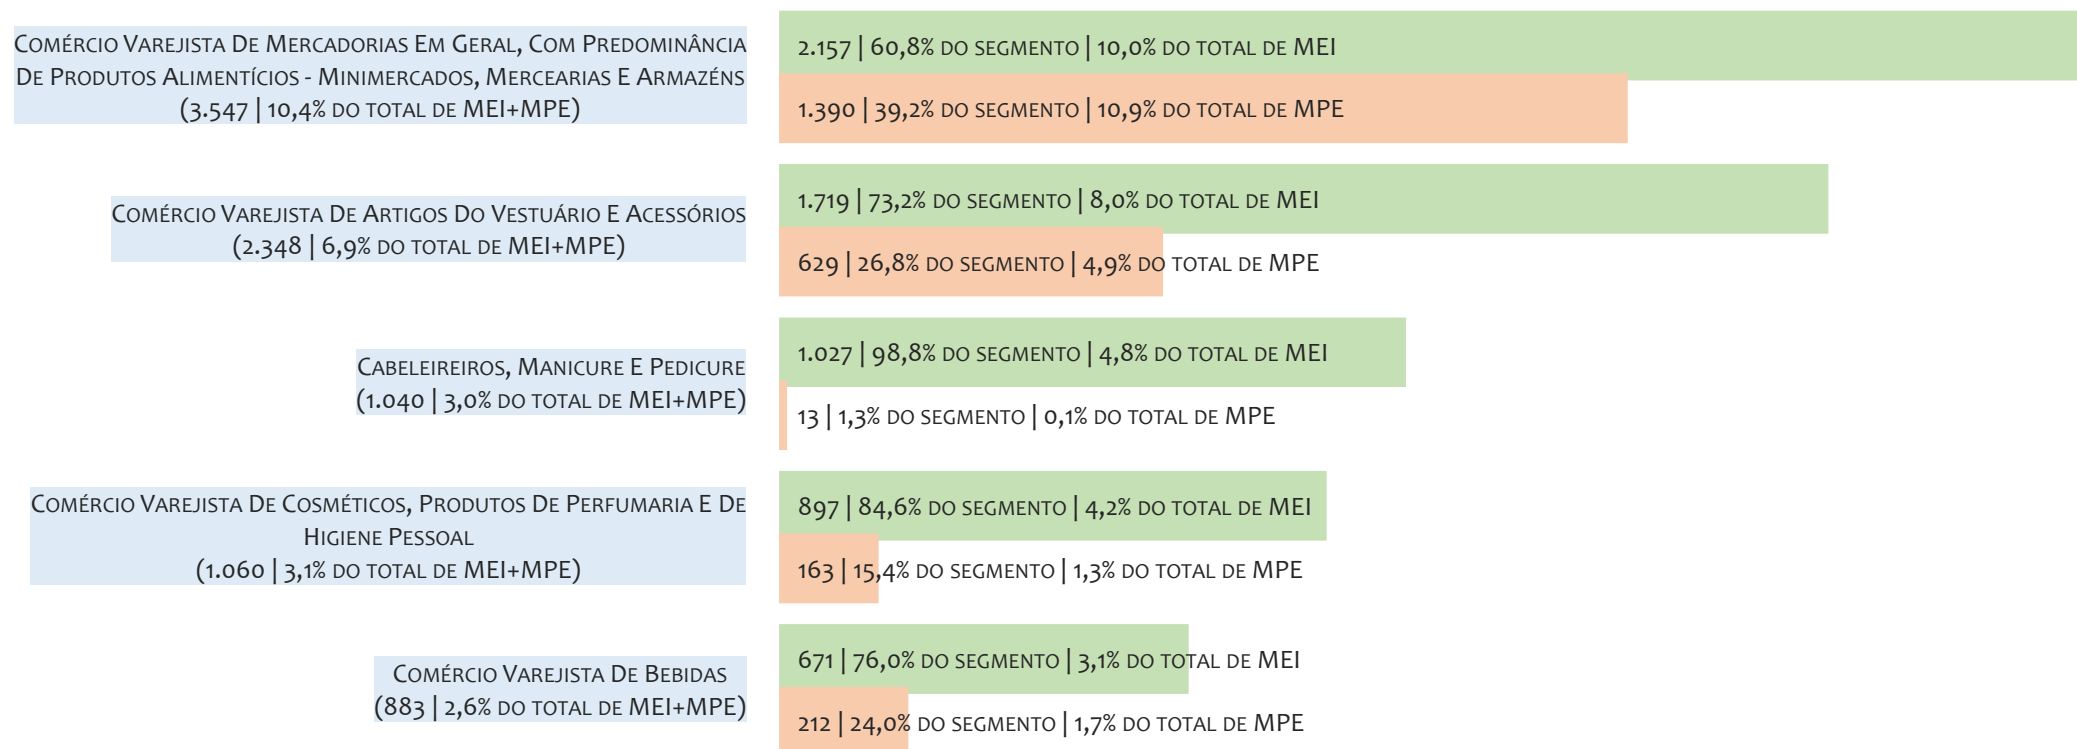 Comércio Varejista De Mercadorias Em Geral, Com Predominância
De Produtos Alimentícios - Minimercados, Mercearias E Armazéns
(3.547 | 10,4% do total de MEI+MPE)
2.157 | 60,8% do segmento | 10,0% do total de MEI
1.390 | 39,2% do segmento | 10,9% do total de MPE
Comércio Varejista De Artigos Do Vestuário E Acessórios
(2.348 | 6,9% do total de MEI+MPE)
1.719 | 73,2% do segmento | 8,0% do total de MEI
629 | 26,8% do segmento | 4,9% do total de MPE
Cabeleireiros, Manicure E Pedicure
(1.040 | 3,0% do total de MEI+MPE)
1.027 | 98,8% do segmento | 4,8% do total de MEI
13 | 1,3% do segmento | 0,1% do total de MPE
Comércio Varejista De Cosméticos, Produtos De Perfumaria E De
Higiene Pessoal
(1.060 | 3,1% do total de MEI+MPE)
897 | 84,6% do segmento | 4,2% do total de MEI
163 | 15,4% do segmento | 1,3% do total de MPE
Comércio Varejista De Bebidas
(883 | 2,6% do total de MEI+MPE)
671 | 76,0% do segmento | 3,1% do total de MEI
212 | 24,0% do segmento | 1,7% do total de MPE